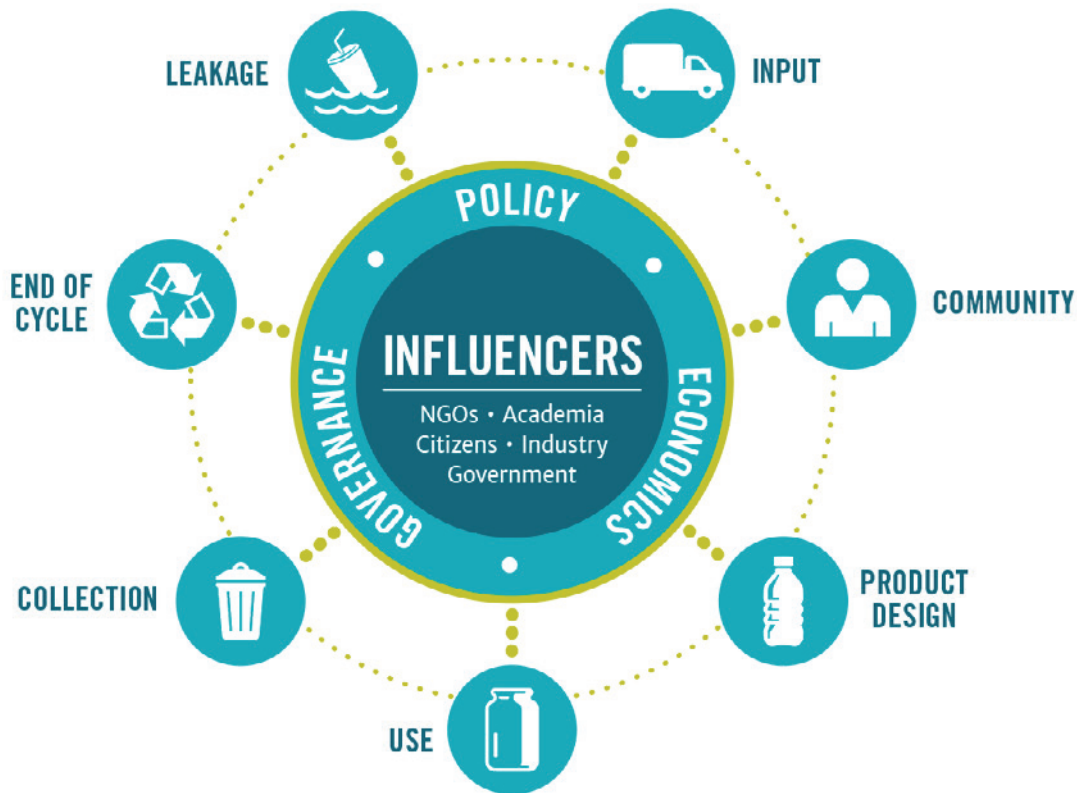 LEAKAGE
INPUT
POLICY
END OF
CYCLE
COMMUNITY
GOVERNANCE
INFLUENCERS
NGOs • Academia
Citizens • Industry
Government
ECONOMICS
COLLECTION
PRODUCT
DESIGN
USE